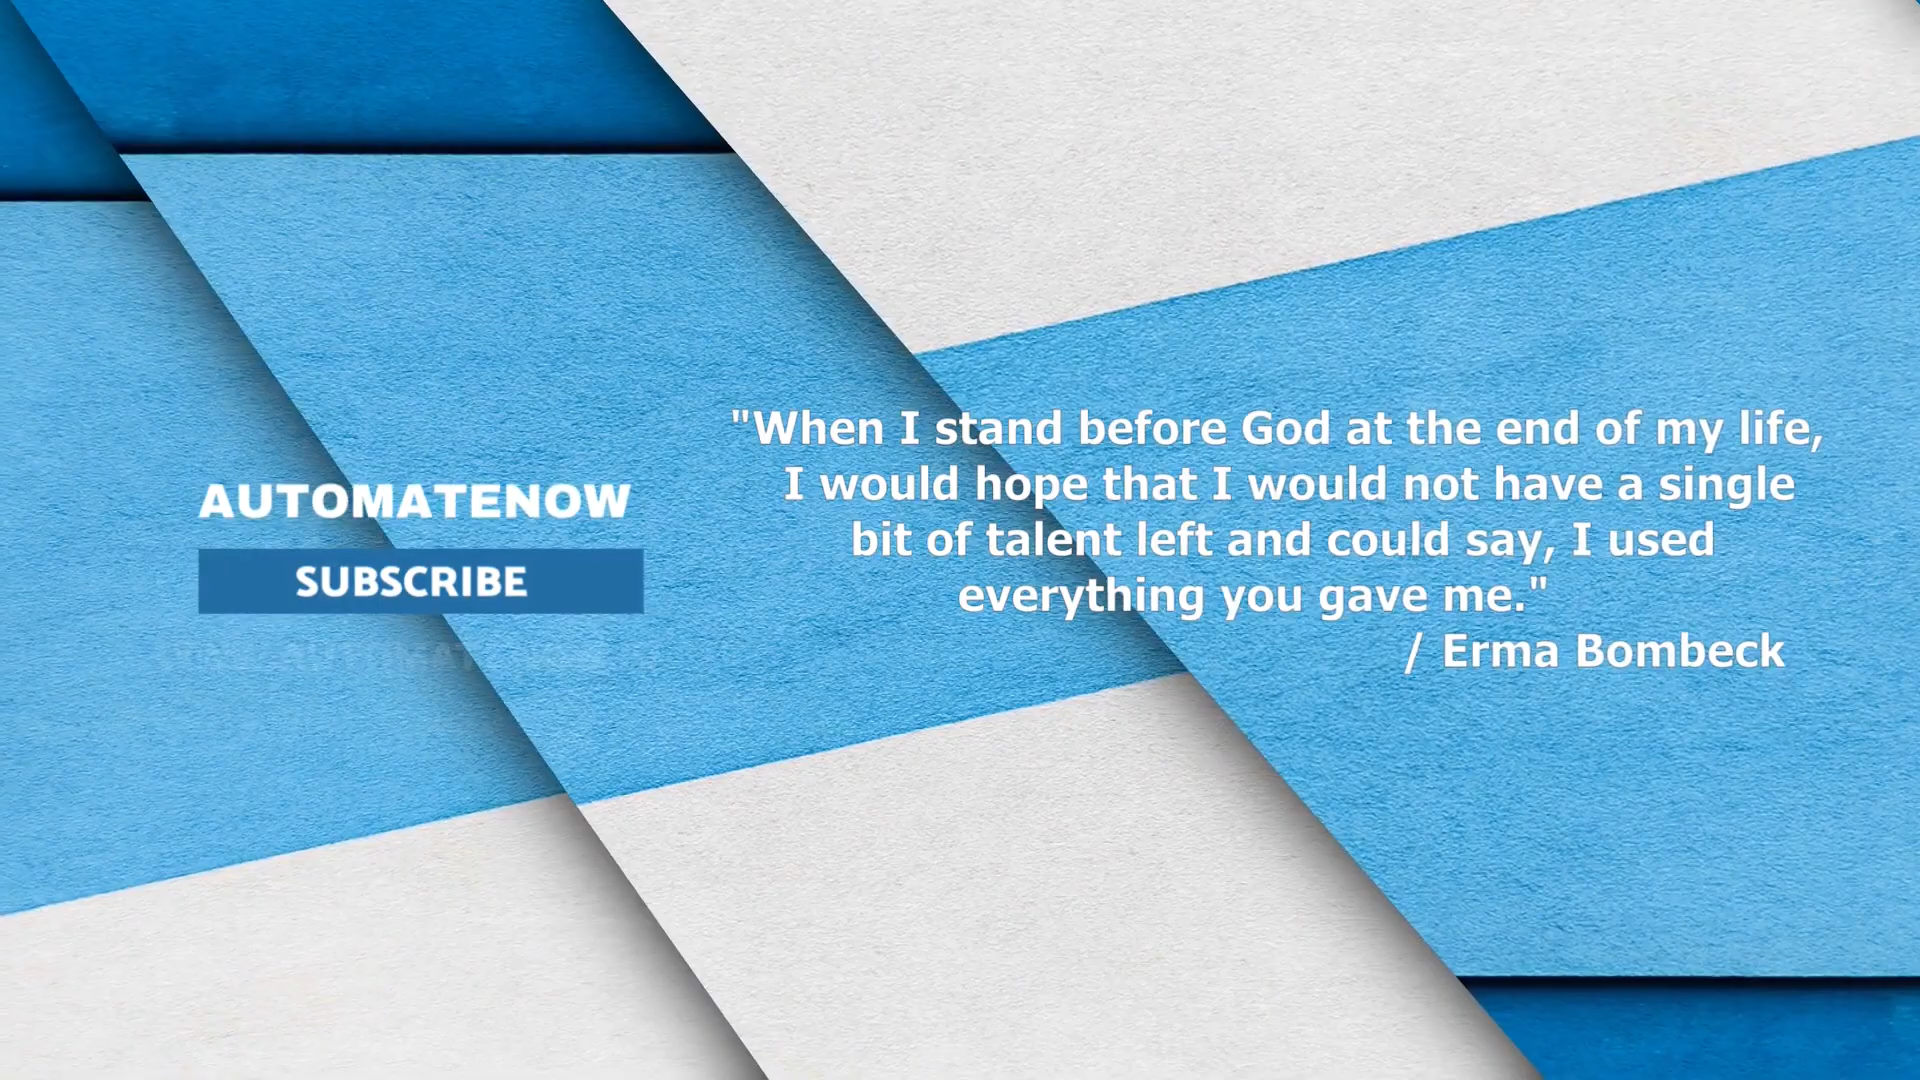 AUTOMATENOW
SUBSCRIBE
"When I stand before God at the end of my life,
I would hope that I would not have a single
bit of talent left and could say, I used
everything you gave me."
/ Erma Bombeck